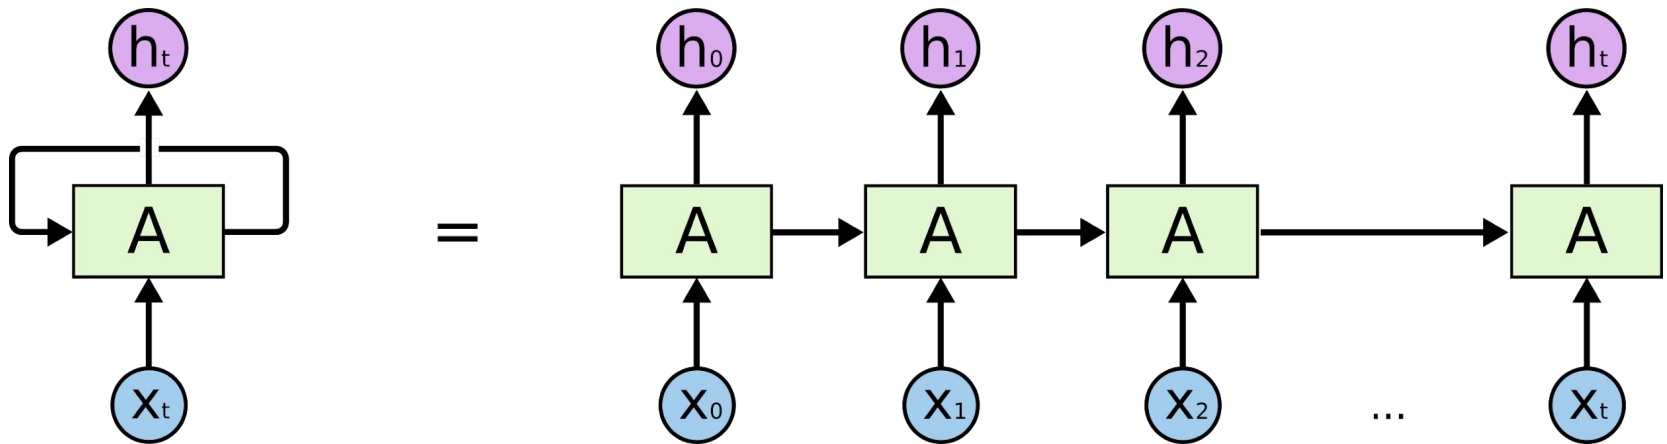 hₜ h₀ h₁ h₂ hₜ
A = A A A A
xₜ x₀ x₁ x₂ ... xₜ